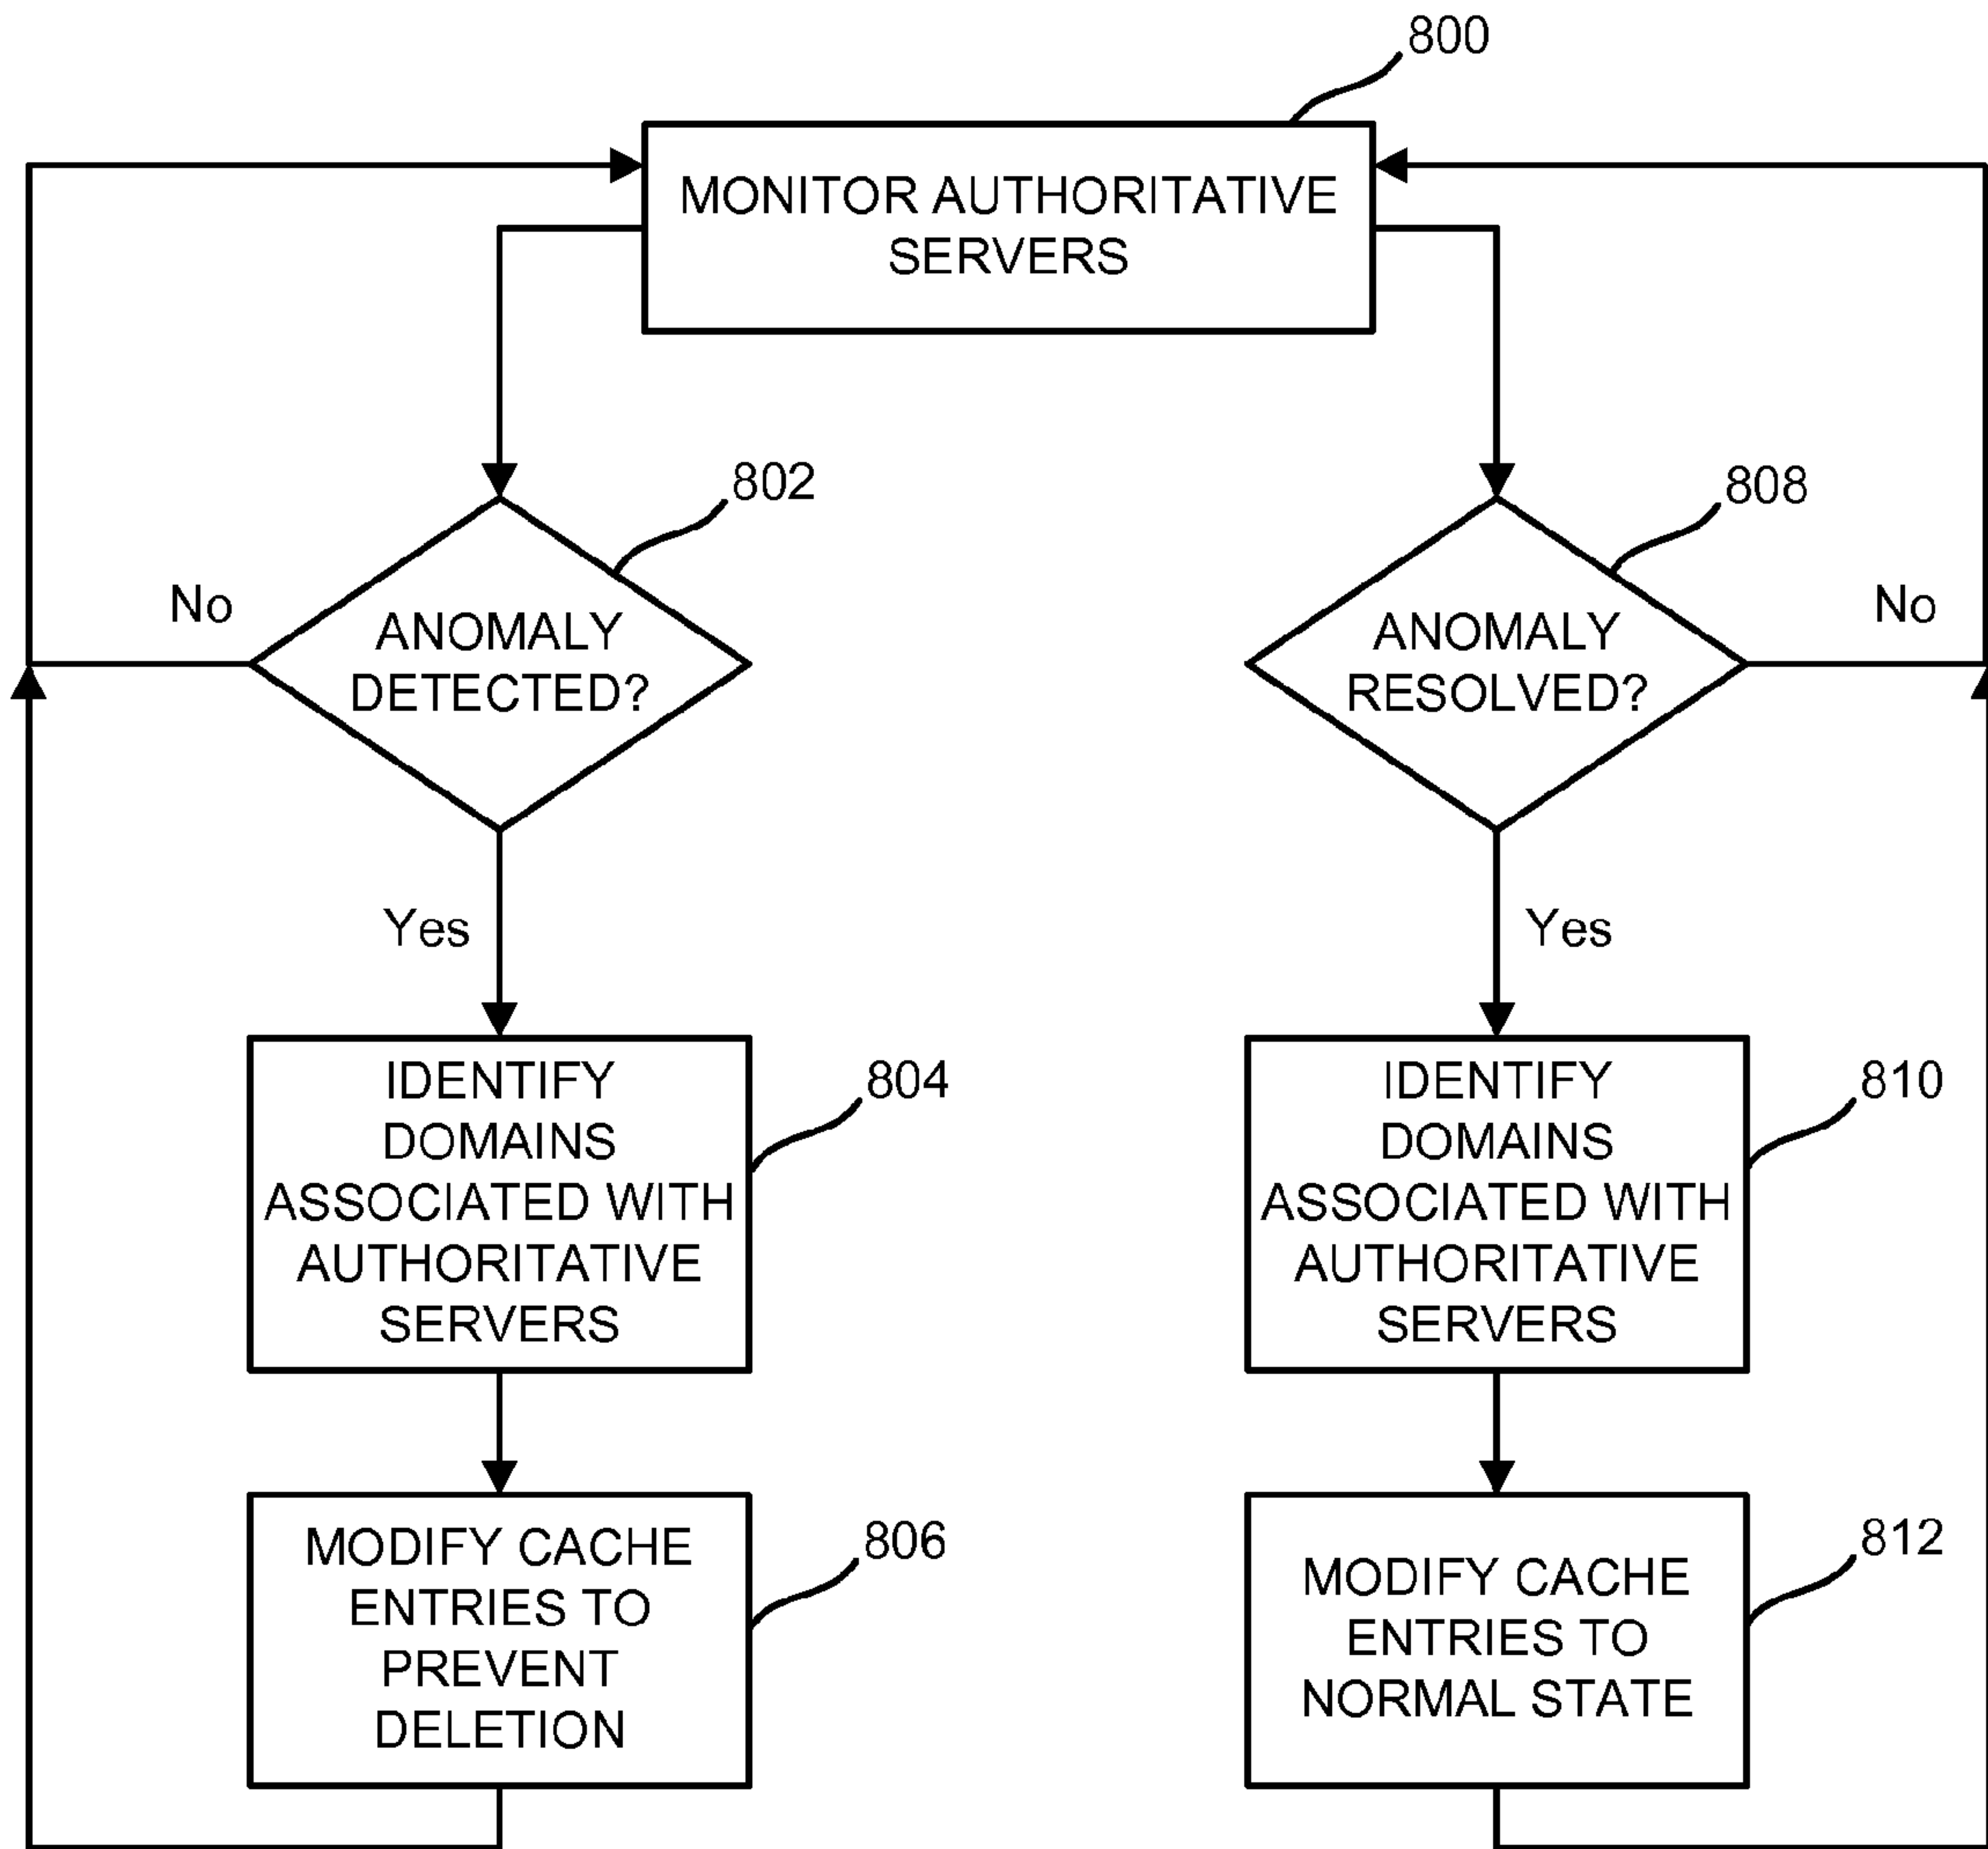 800
MONITOR AUTHORITATIVE
SERVERS
802
ANOMALY
DETECTED?
No
Yes
804
IDENTIFY
DOMAINS
ASSOCIATED WITH
AUTHORITATIVE
SERVERS
806
MODIFY CACHE
ENTRIES TO
PREVENT
DELETION
808
ANOMALY
RESOLVED?
No
Yes
810
IDENTIFY
DOMAINS
ASSOCIATED WITH
AUTHORITATIVE
SERVERS
812
MODIFY CACHE
ENTRIES TO
NORMAL STATE